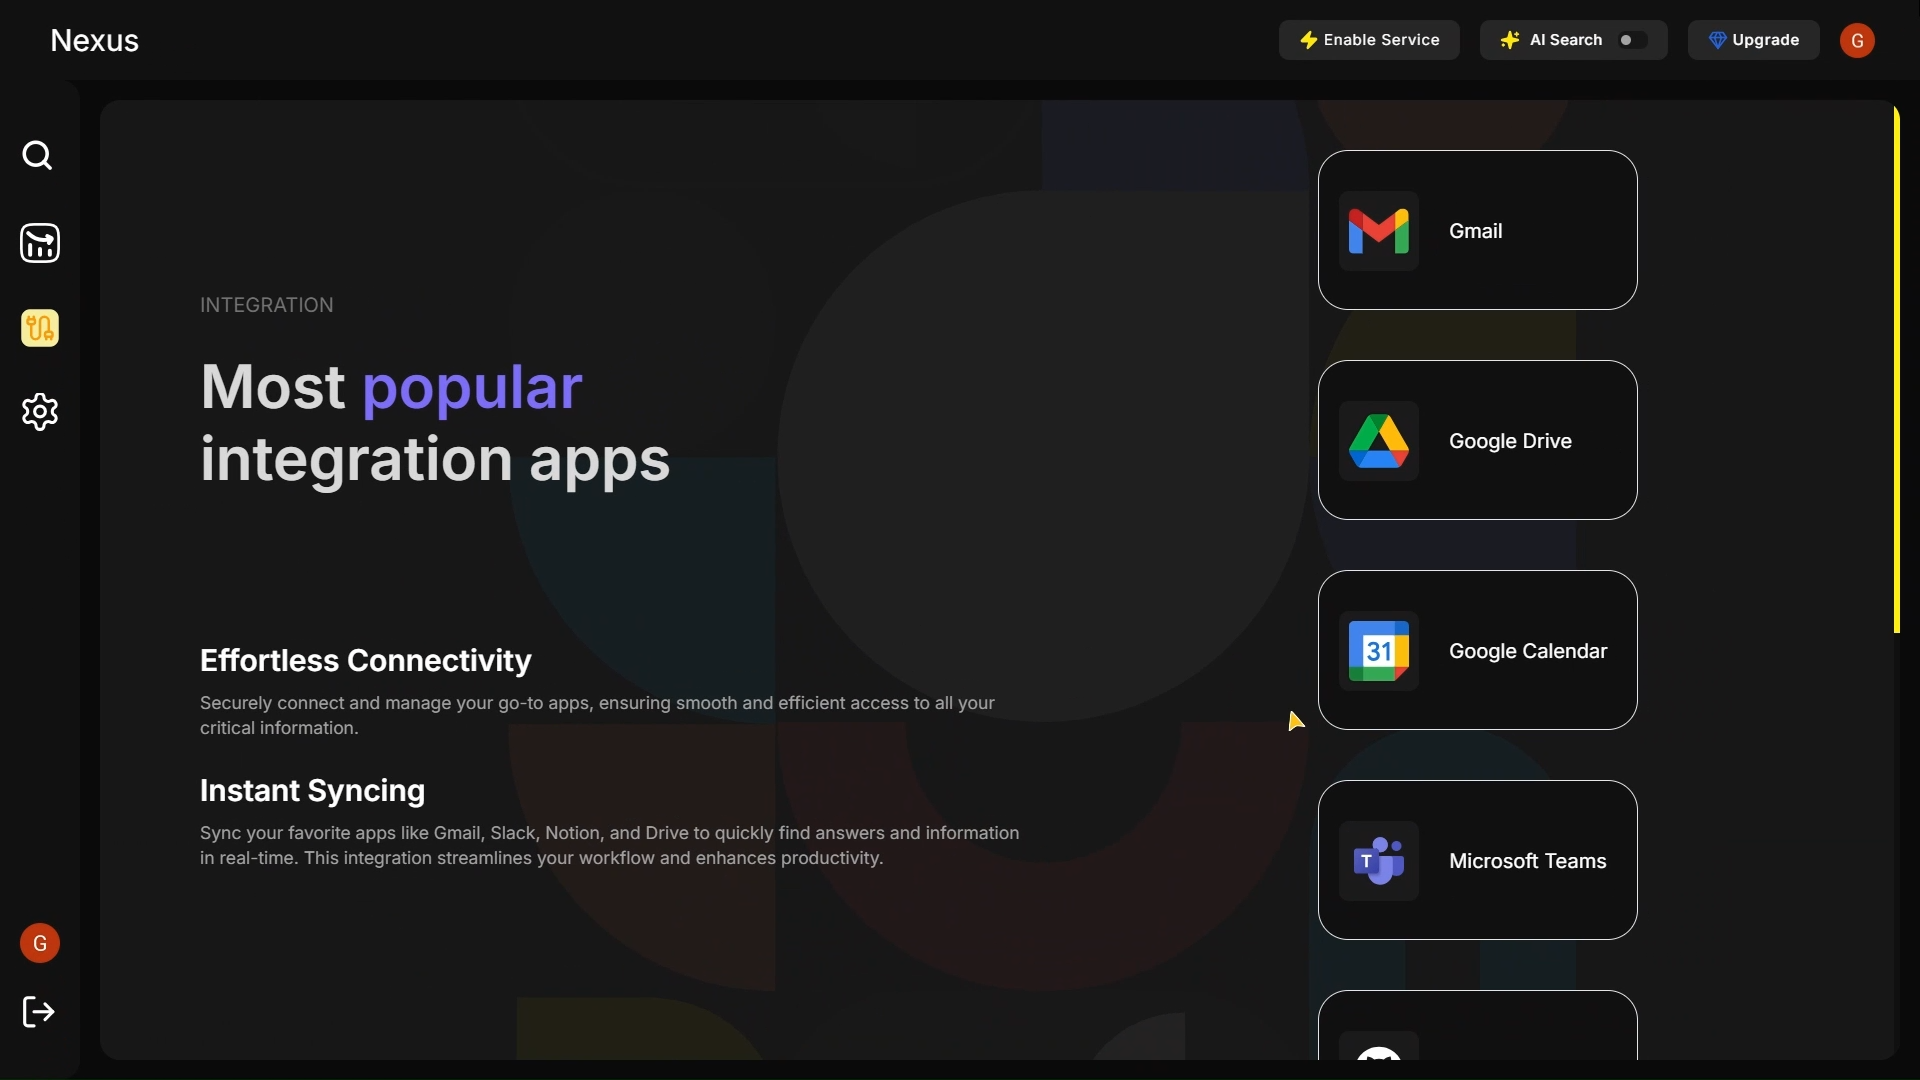 Nexus
Enable Service
AI Search
Upgrade
G
INTEGRATION
Most popular
integration apps
Effortless Connectivity
Securely connect and manage your go-to apps, ensuring smooth and efficient access to all your
critical information.
Instant Syncing
Sync your favorite apps like Gmail, Slack, Notion, and Drive to quickly find answers and information
in real-time. This integration streamlines your workflow and enhances productivity.
Gmail
Google Drive
31
Google Calendar
T
Microsoft Teams
G